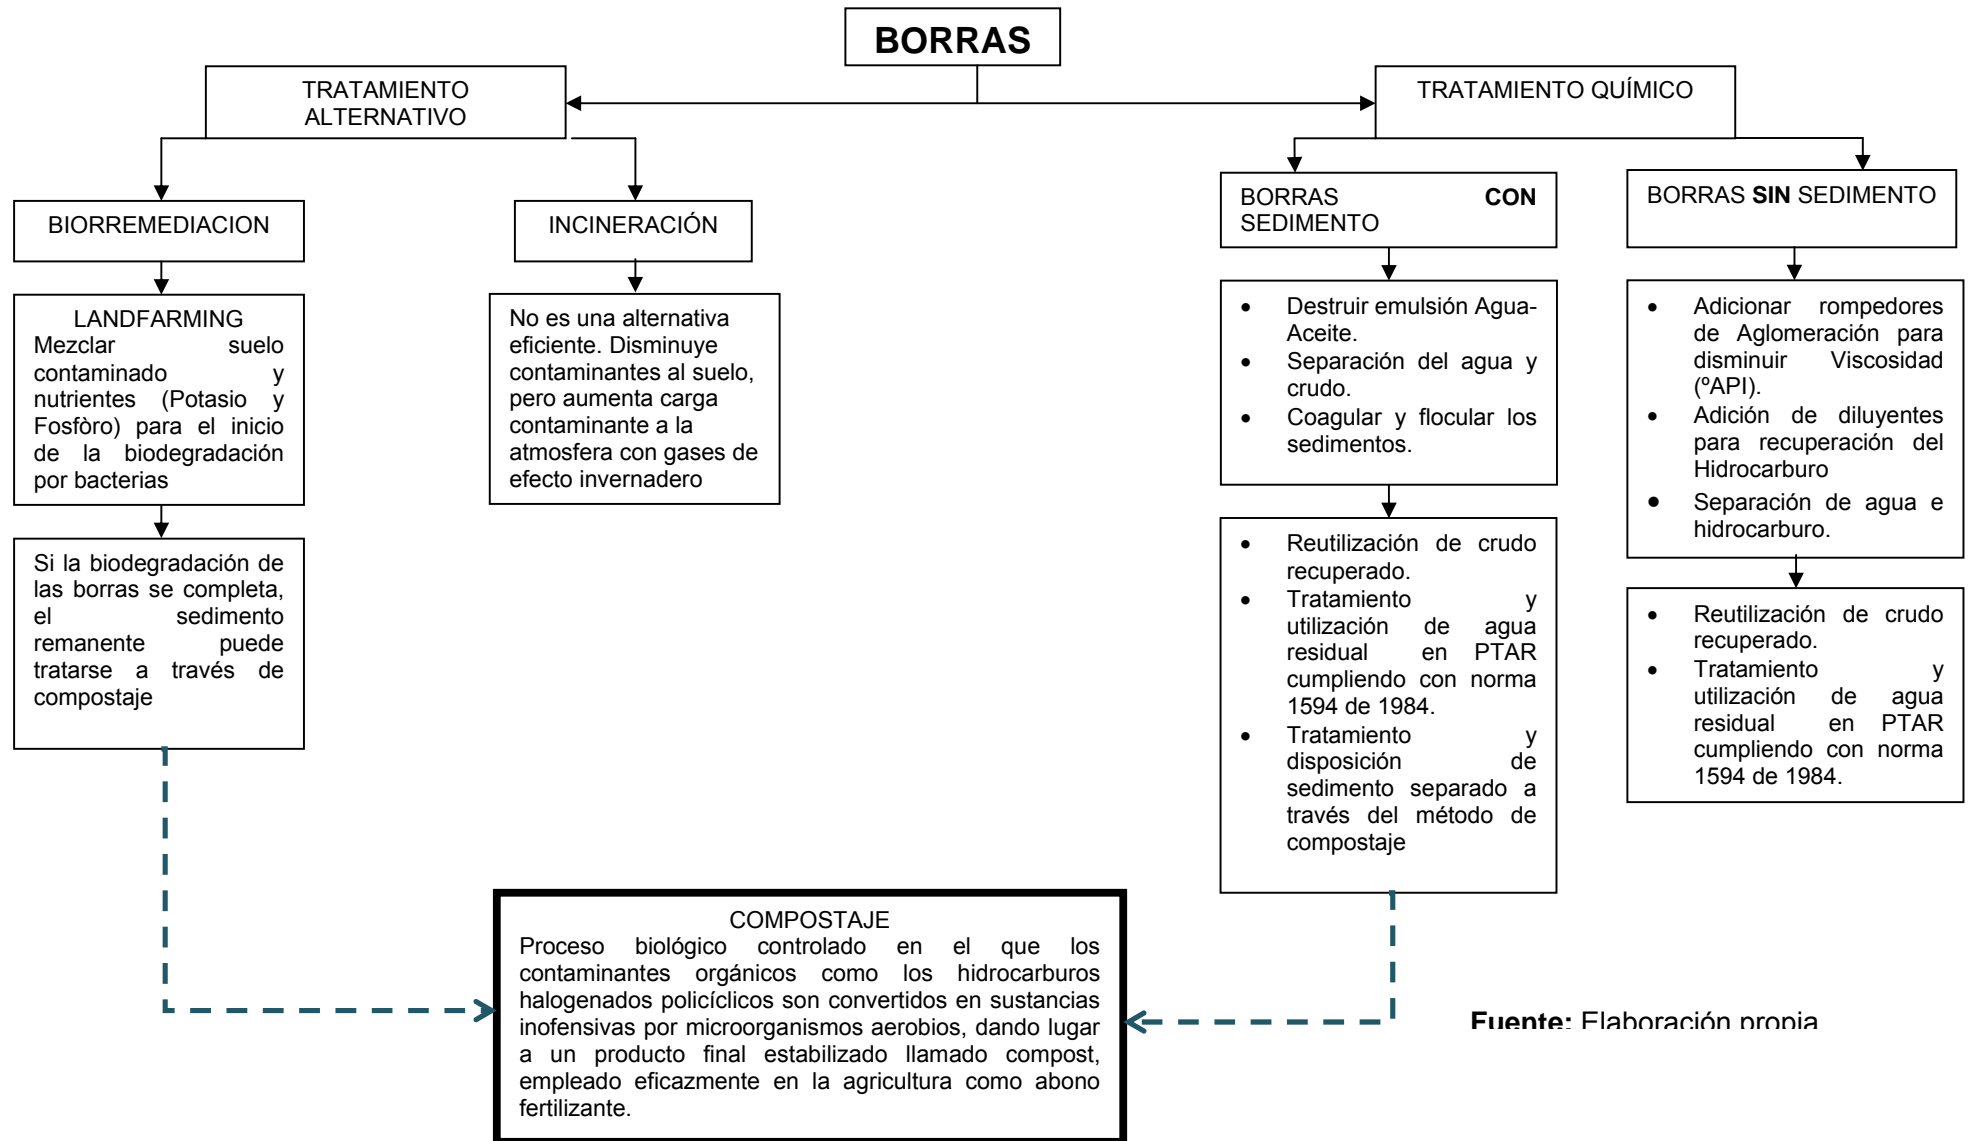 BORRAS
TRATAMIENTO
ALTERNATIVO
BIORREMEDIACION
LANDFARMING
Mezclar suelo
contaminado y
nutrientes (Potasio y
Fosfòro) para el inicio
de la biodegradación
por bacterias
Si la biodegradación de
las borras se completa,
el sedimento
remanente puede
tratarse a través de
compostaje
INCINERACIÓN
No es una alternativa
eficiente. Disminuye
contaminantes al suelo,
pero aumenta carga
contaminante a la
atmosfera con gases de
efecto invernadero
TRATAMIENTO QUÍMICO
BORRAS CON
SEDIMENTO
• Destruir emulsión Agua-
Aceite.
• Separación del agua y
crudo.
• Coagular y flocular los
sedimentos.
• Reutilización de crudo
recuperado.
• Tratamiento y
utilización de agua
residual en PTAR
cumpliendo con norma
1594 de 1984.
• Tratamiento y
disposición de
sedimento separado a
través del método de
compostaje
BORRAS SIN SEDIMENTO
• Adicionar rompedores
de Aglomeración para
disminuir Viscosidad
(ºAPI).
• Adición de diluyentes
para recuperación del
Hidrocarburo
• Separación de agua e
hidrocarburo.
• Reutilización de crudo
recuperado.
• Tratamiento y
utilización de agua
residual en PTAR
cumpliendo con norma
1594 de 1984.
COMPOSTAJE
Proceso biológico controlado en el que los
contaminantes orgánicos como los hidrocarburos
halogenados policíclicos son convertidos en sustancias
inofensivas por microorganismos aerobios, dando lugar
a un producto final estabilizado llamado compost,
empleado eficazmente en la agricultura como abono
fertilizante.
Fuente: Elaboración propia